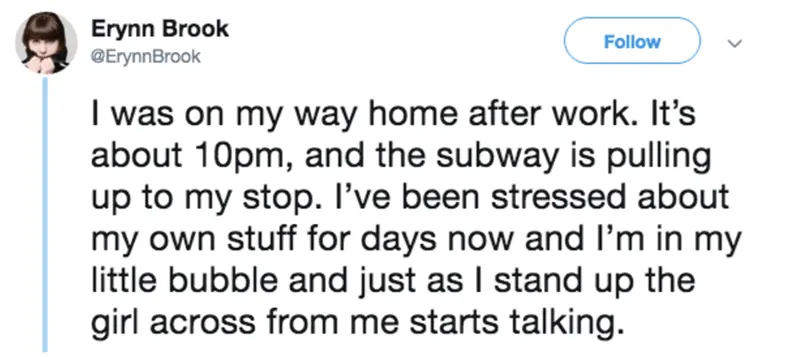 Erynn Brook
@ErynnBrook
Follow
I was on my way home after work. It’s
about 10pm, and the subway is pulling
up to my stop. I’ve been stressed about
my own stuff for days now and I’m in my
little bubble and just as I stand up the
girl across from me starts talking.